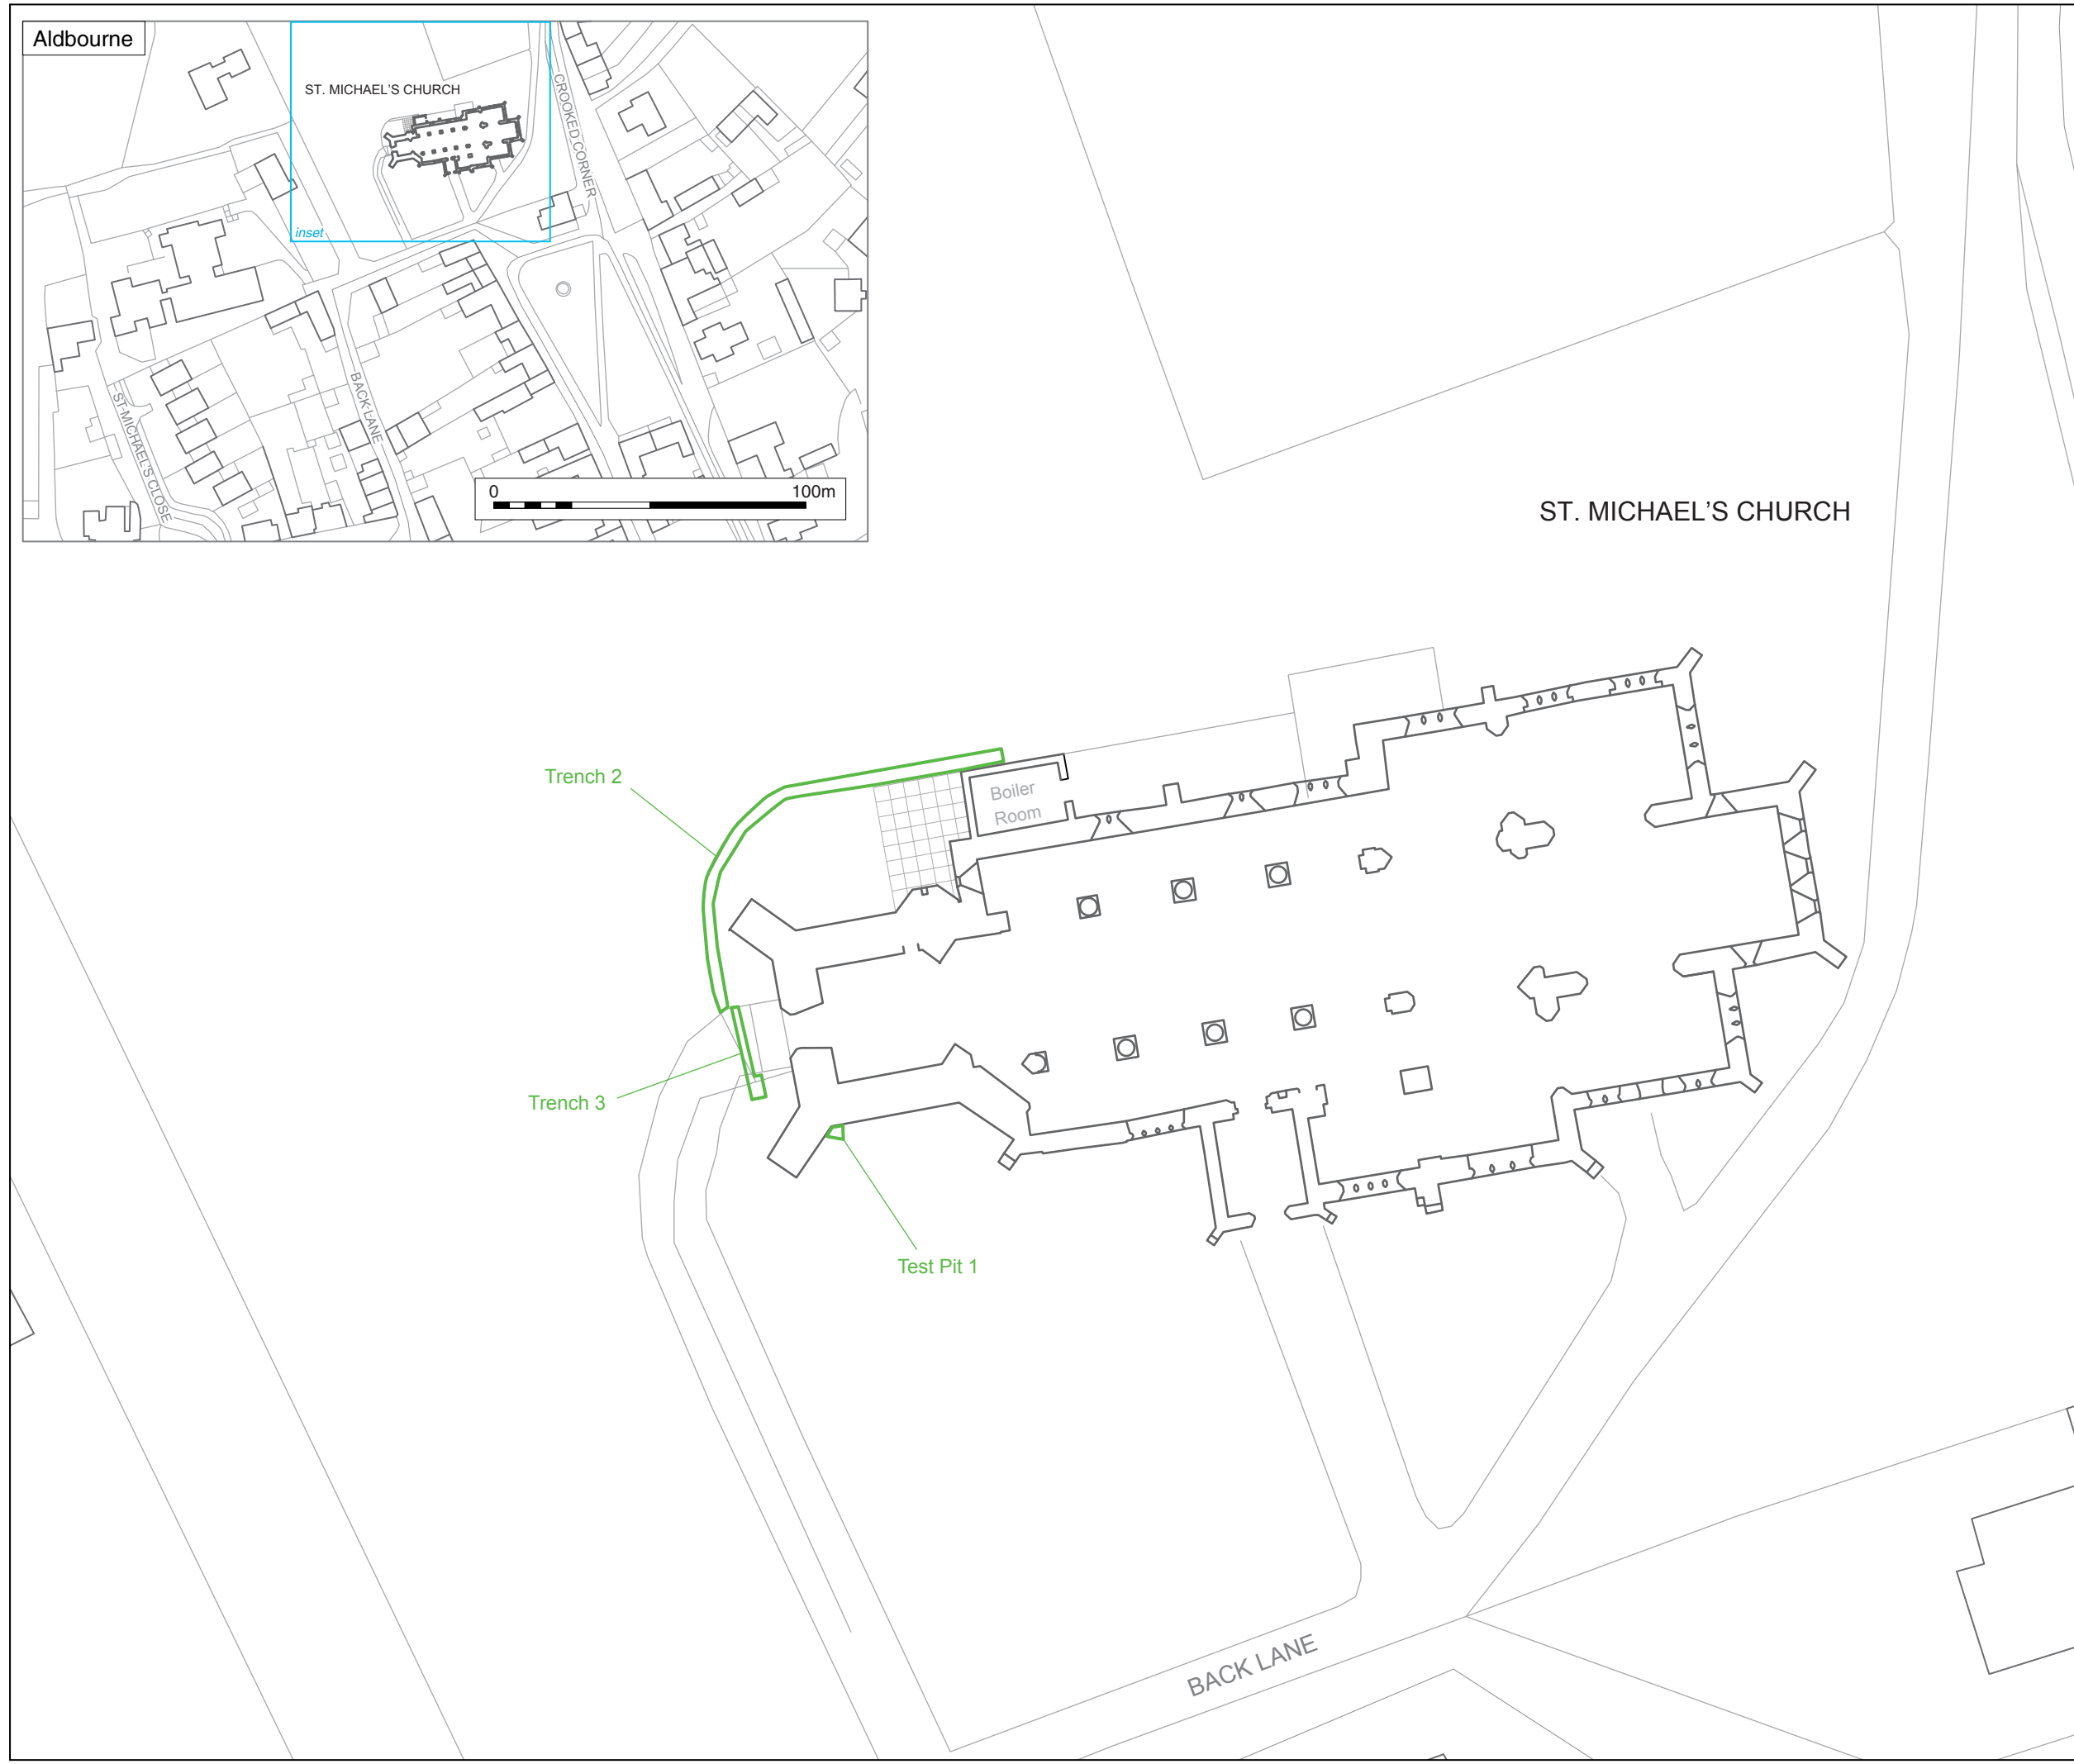 Aldbourne
ST. MICHAEL'S CHURCH
CROOKED CORNER
inset
BACK LANE
ST MICHAEL'S CLOSE
0 100m
ST. MICHAEL'S CHURCH
Trench 2
Boiler
Room
Trench 3
Test Pit 1
BACK LANE